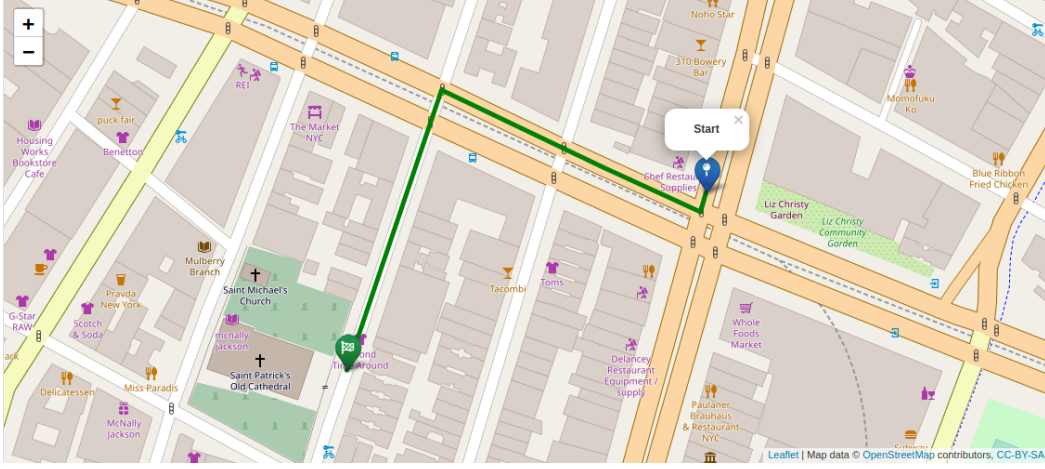 +
−
Noho Star
310 Bowery
Bar
REI
puck fair
The Market
NYC
Momofuku
Ko
Start
×
Housing
Works
Bookstore
Cafe
Benetton
Chef Restau
Supplies
Blue Ribbon
Fried Chicken
Liz Christy
Garden
Liz Christy
Community
Garden
Mulberry
Branch
Saint Michael's
Church
Pravda
New York
Tacombi
Toms
G-Star
RAW
Scotch
& Soda
mcnally
jackson
Whole
Foods
Market
ark
ond
Time Around
Delancey
Restaurant
Equipment /
supply
Saint Patrick's
Old Cathedral
Delicatessen
Miss Paradis
McNally
Jackson
Paulaner
Brauhaus
& Restaurant
NYC
Subway
Leaflet | Map data © OpenStreetMap contributors, CC-BY-SA